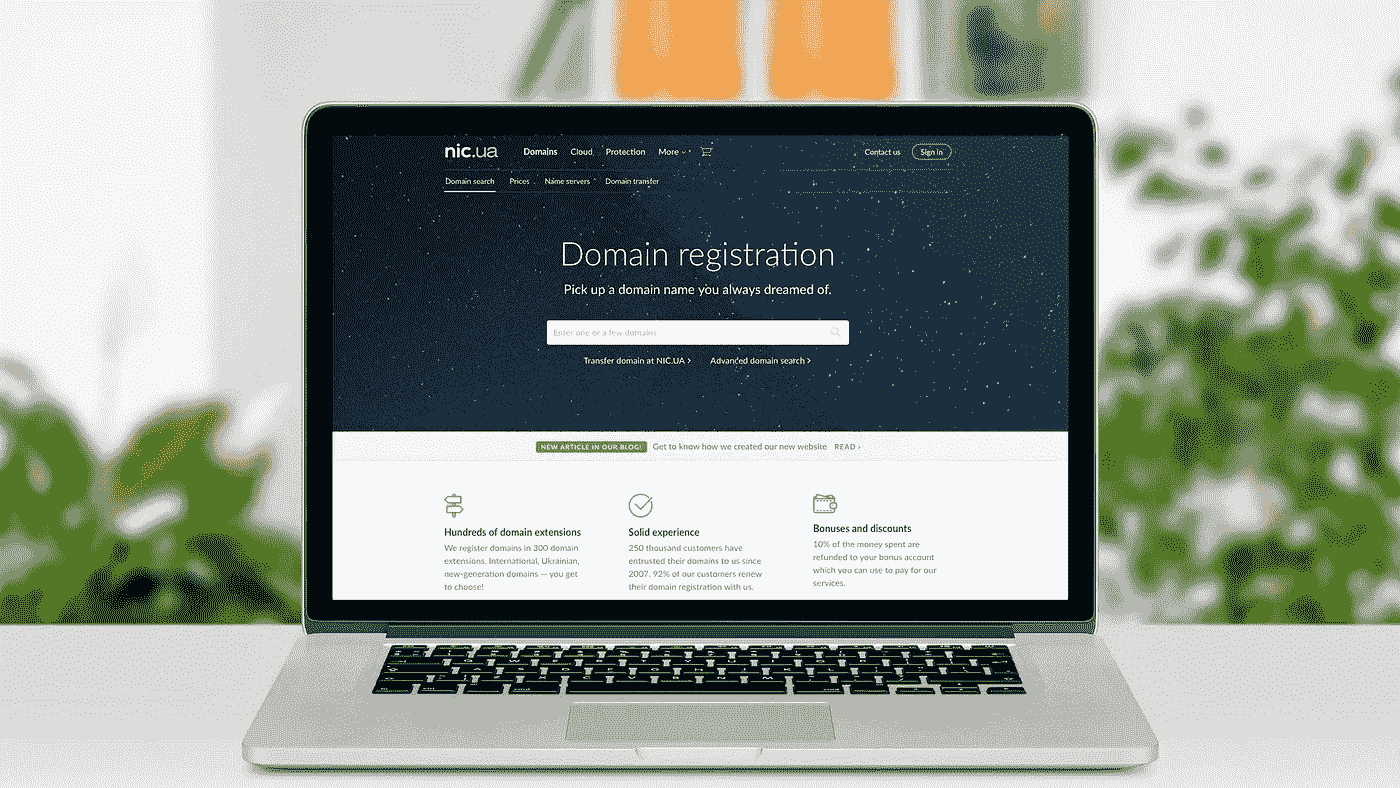 nic.ua Domains Cloud Protection More Contact us Sign in
Domain search Prices Name servers Domain transfer
Domain registration
Pick up a domain name you always dreamed of.
Enter one or a few domains
Transfer domain at NIC.UA > Advanced domain search >
NEW ARTICLE IN OUR BLOG! Get to know how we created our new website READ >
Hundreds of domain extensions
We register domains in 300 domain
extensions. International, Ukrainian,
new-generation domains — you get
to choose!
Solid experience
250 thousand customers have
entrusted their domains to us since
2007. 92% of our customers renew
their domain registration with us.
Bonuses and discounts
10% of the money spent are
refunded to your bonus account
which you can use to pay for our
services.